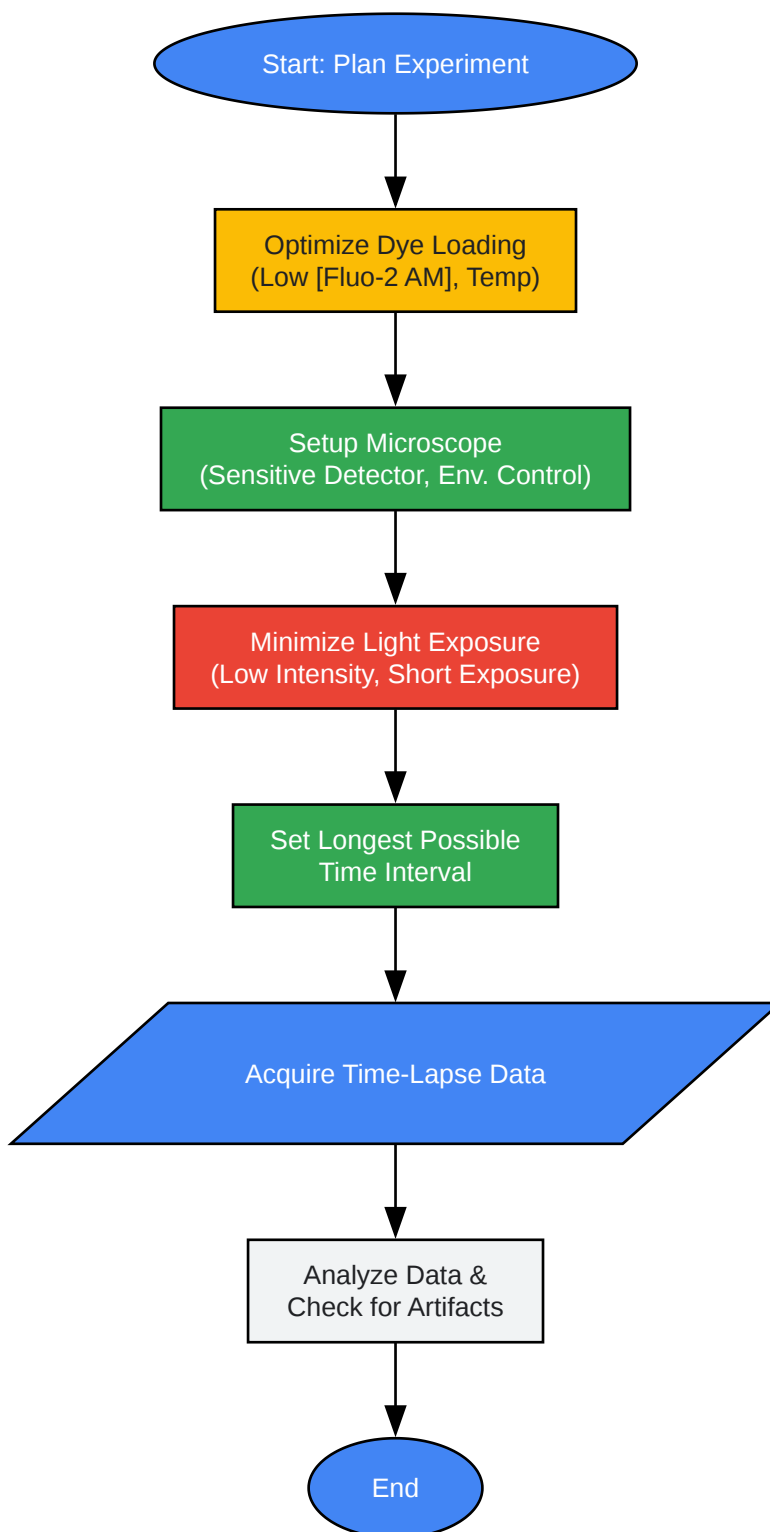 Start: Plan Experiment
Optimize Dye Loading
(Low [Fluo-2 AM], Temp)
Setup Microscope
(Sensitive Detector, Env. Control)
Minimize Light Exposure
(Low Intensity, Short Exposure)
Set Longest Possible
Time Interval
Acquire Time-Lapse Data
Analyze Data &
Check for Artifacts
End